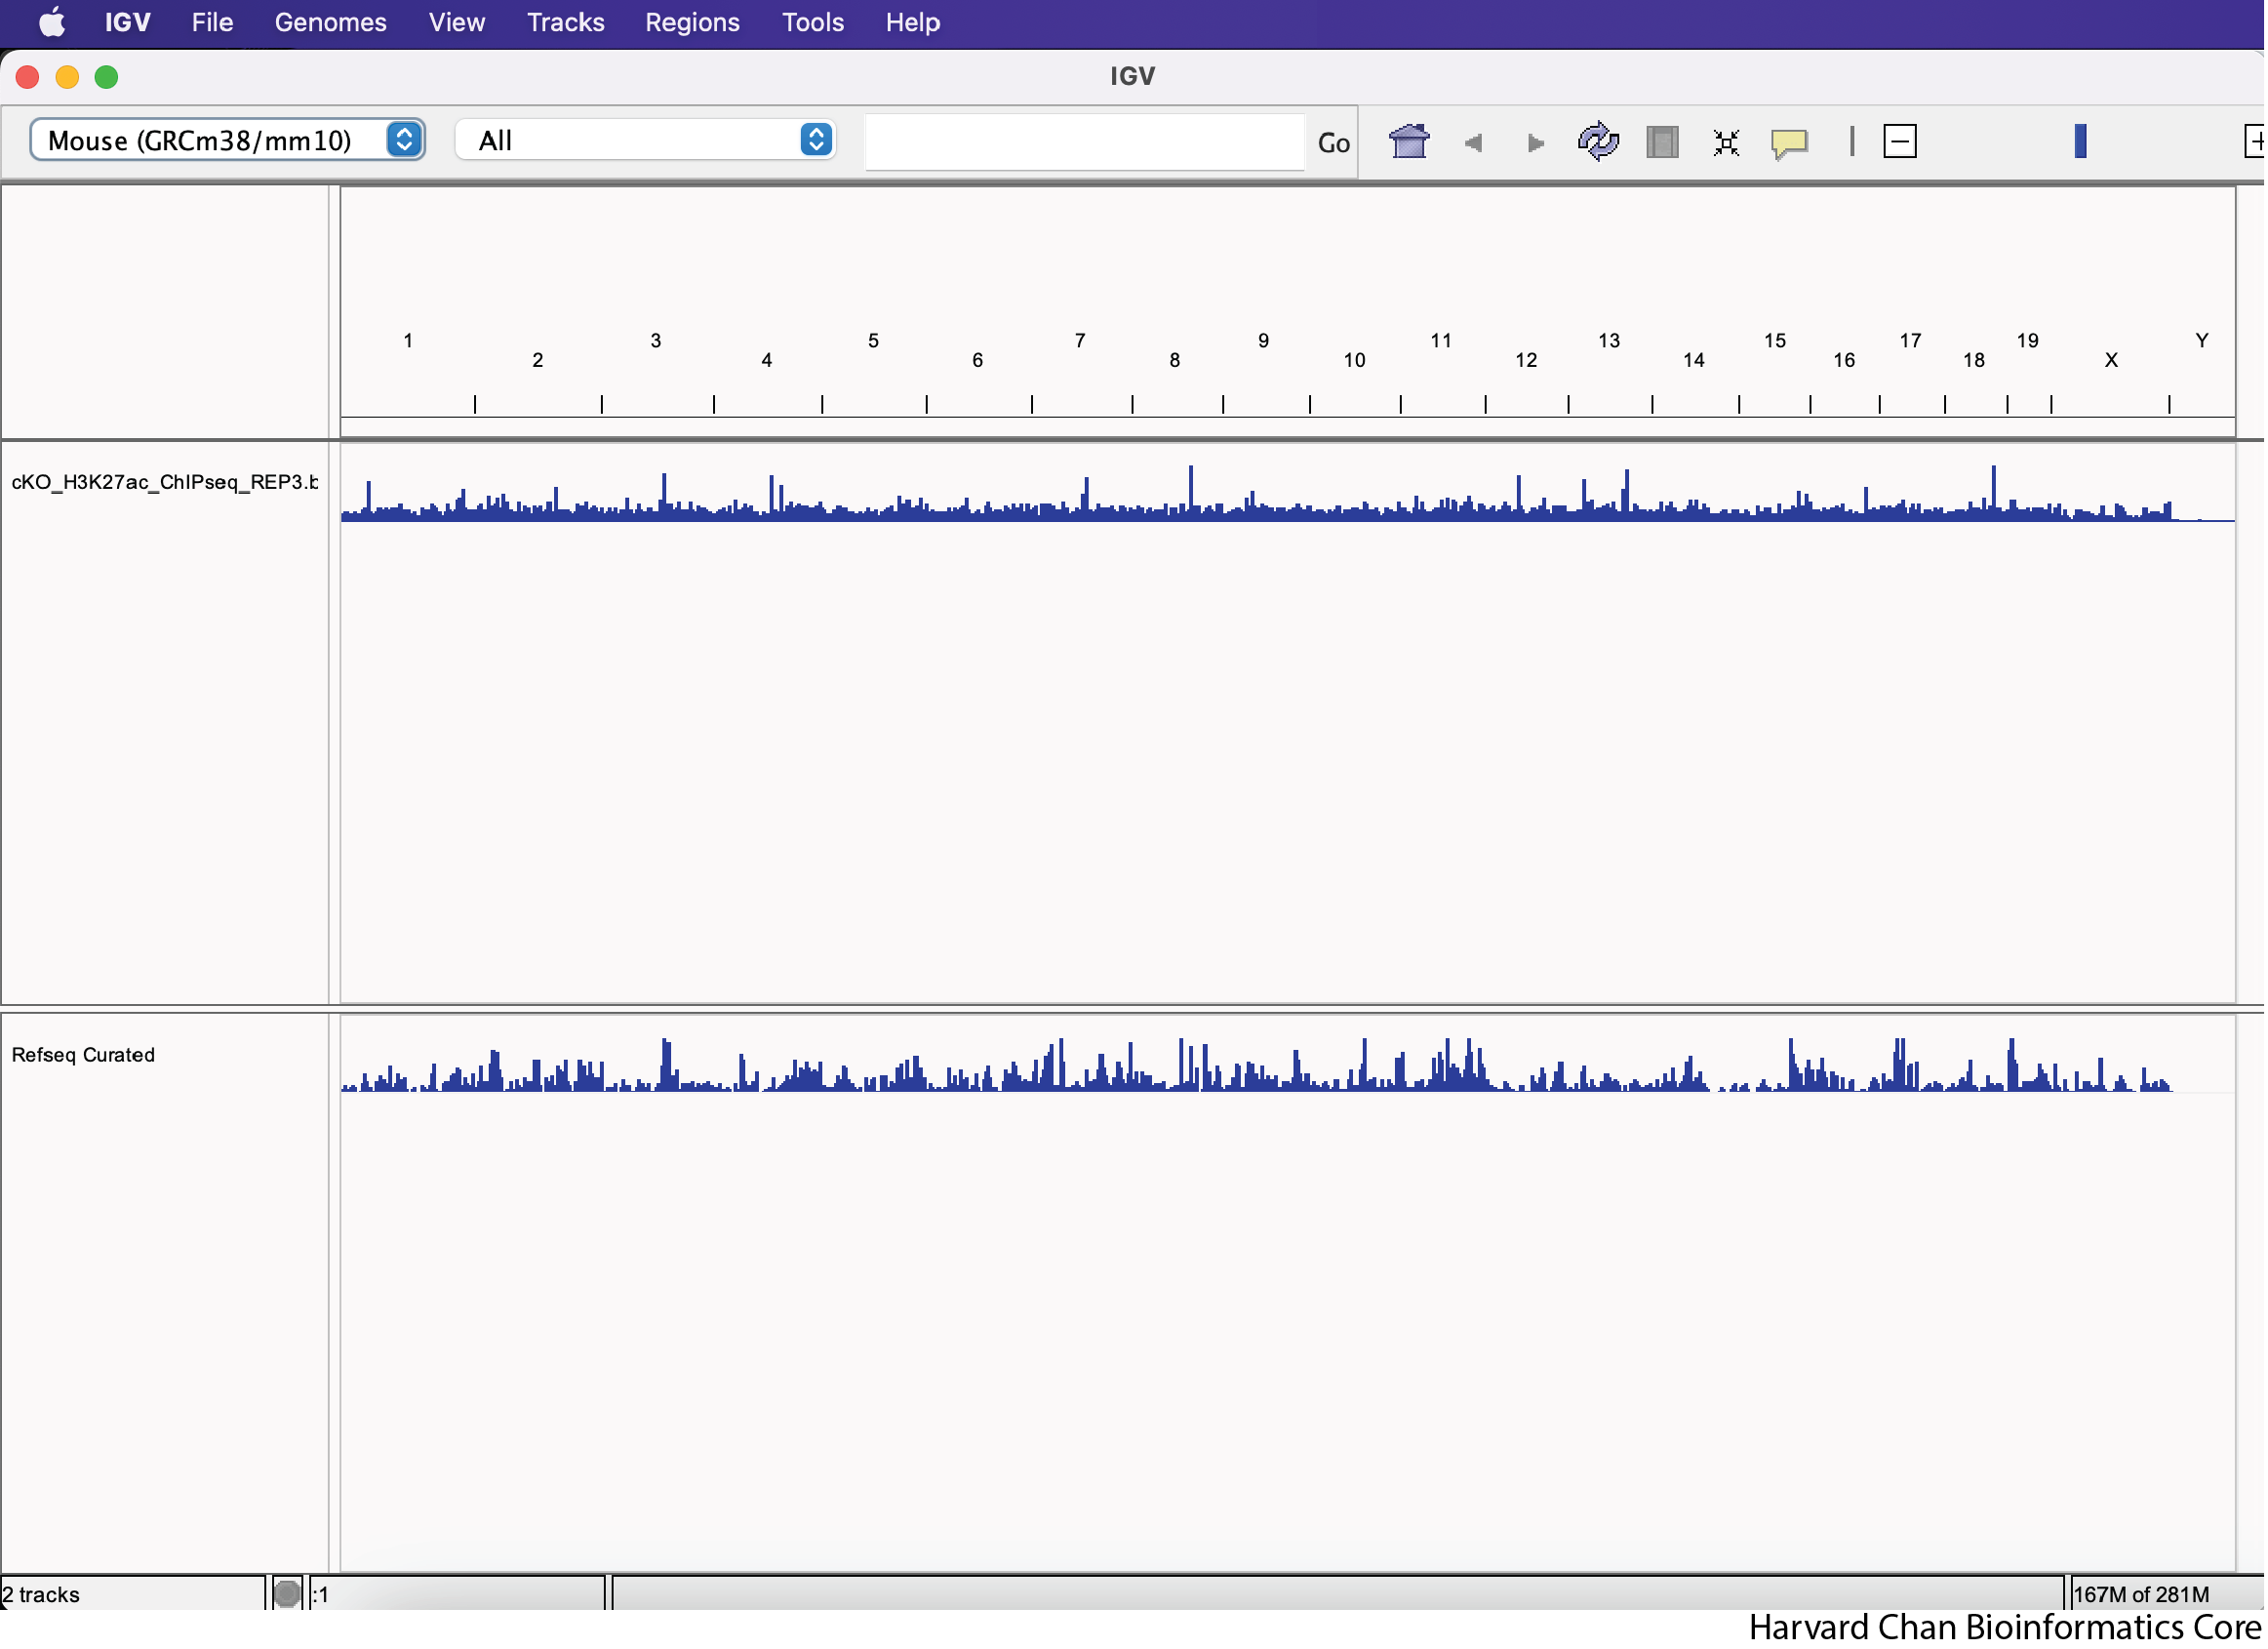 IGV File Genomes View Tracks Regions Tools Help
IGV
Mouse (GRCm38/mm10) All Go
1 3 5 7 9 11 13 15 17 19 Y
2 4 6 8 10 12 14 16 18 X
cKO_H3K27ac_ChIPseq_REP3.b
Refseq Curated
2 tracks :1 167M of 281M
Harvard Chan Bioinformatics Core